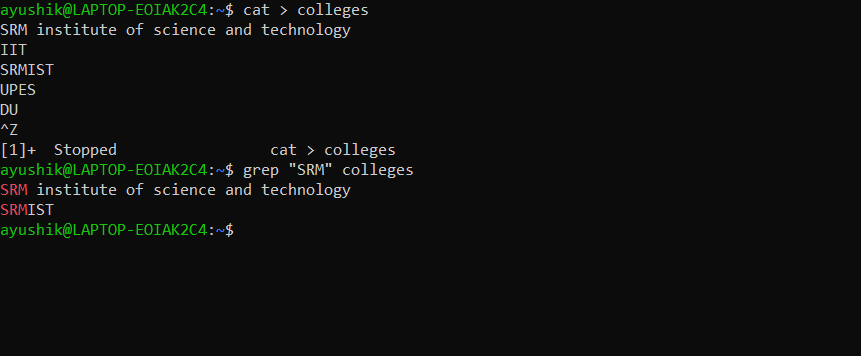 ayushik@LAPTOP-EOIAK2C4:~$ cat > colleges
SRM institute of science and technology
IIT
SRMIST
UPES
DU
^Z
[1]+  Stopped                 cat > colleges
ayushik@LAPTOP-EOIAK2C4:~$ grep "SRM" colleges
SRM institute of science and technology
SRMIST
ayushik@LAPTOP-EOIAK2C4:~$